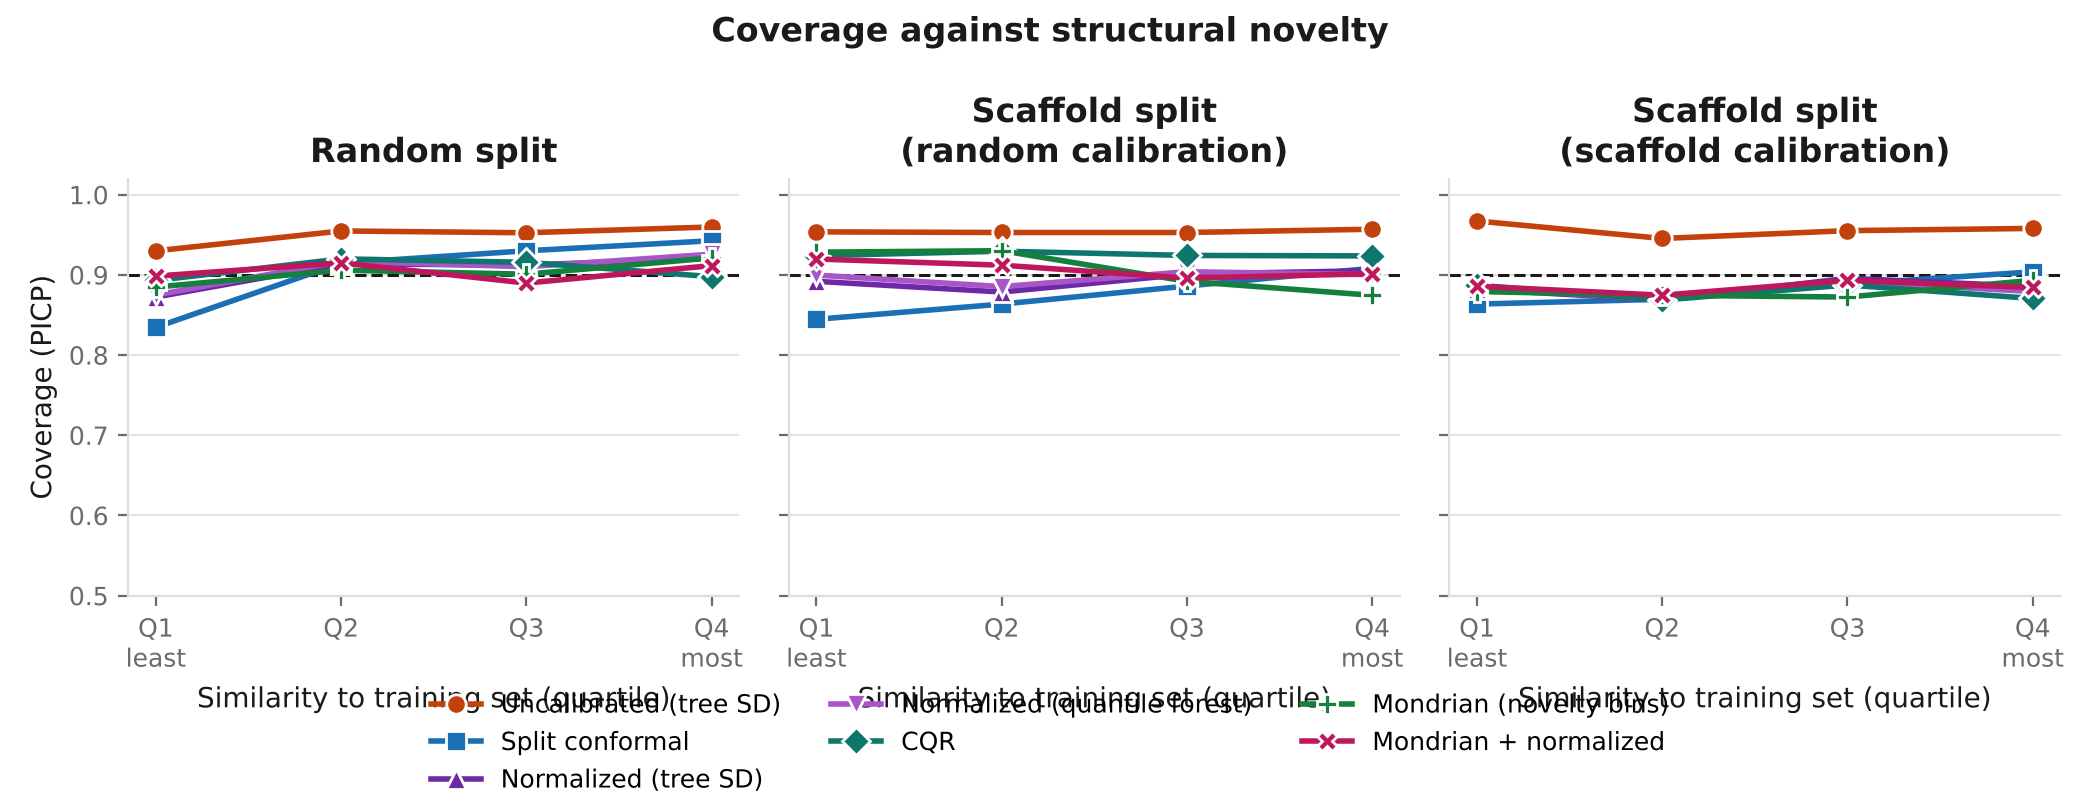 Coverage against structural novelty
Random split
Scaffold split
(random calibration)
Scaffold split
(scaffold calibration)
Coverage (PICP)
1.0
0.9
0.8
0.7
0.6
0.5
Q1
least
Q2
Q3
Q4
most
Q1
least
Q2
Q3
Q4
most
Q1
least
Q2
Q3
Q4
most
Similarity to training set (quartile)
Similarity to training set (quartile)
Similarity to training set (quartile)
Uncalibrated (tree SD)
Split conformal
Normalized (tree SD)
Normalized (quantile forest)
CQR
Mondrian (novelty bins)
Mondrian + normalized